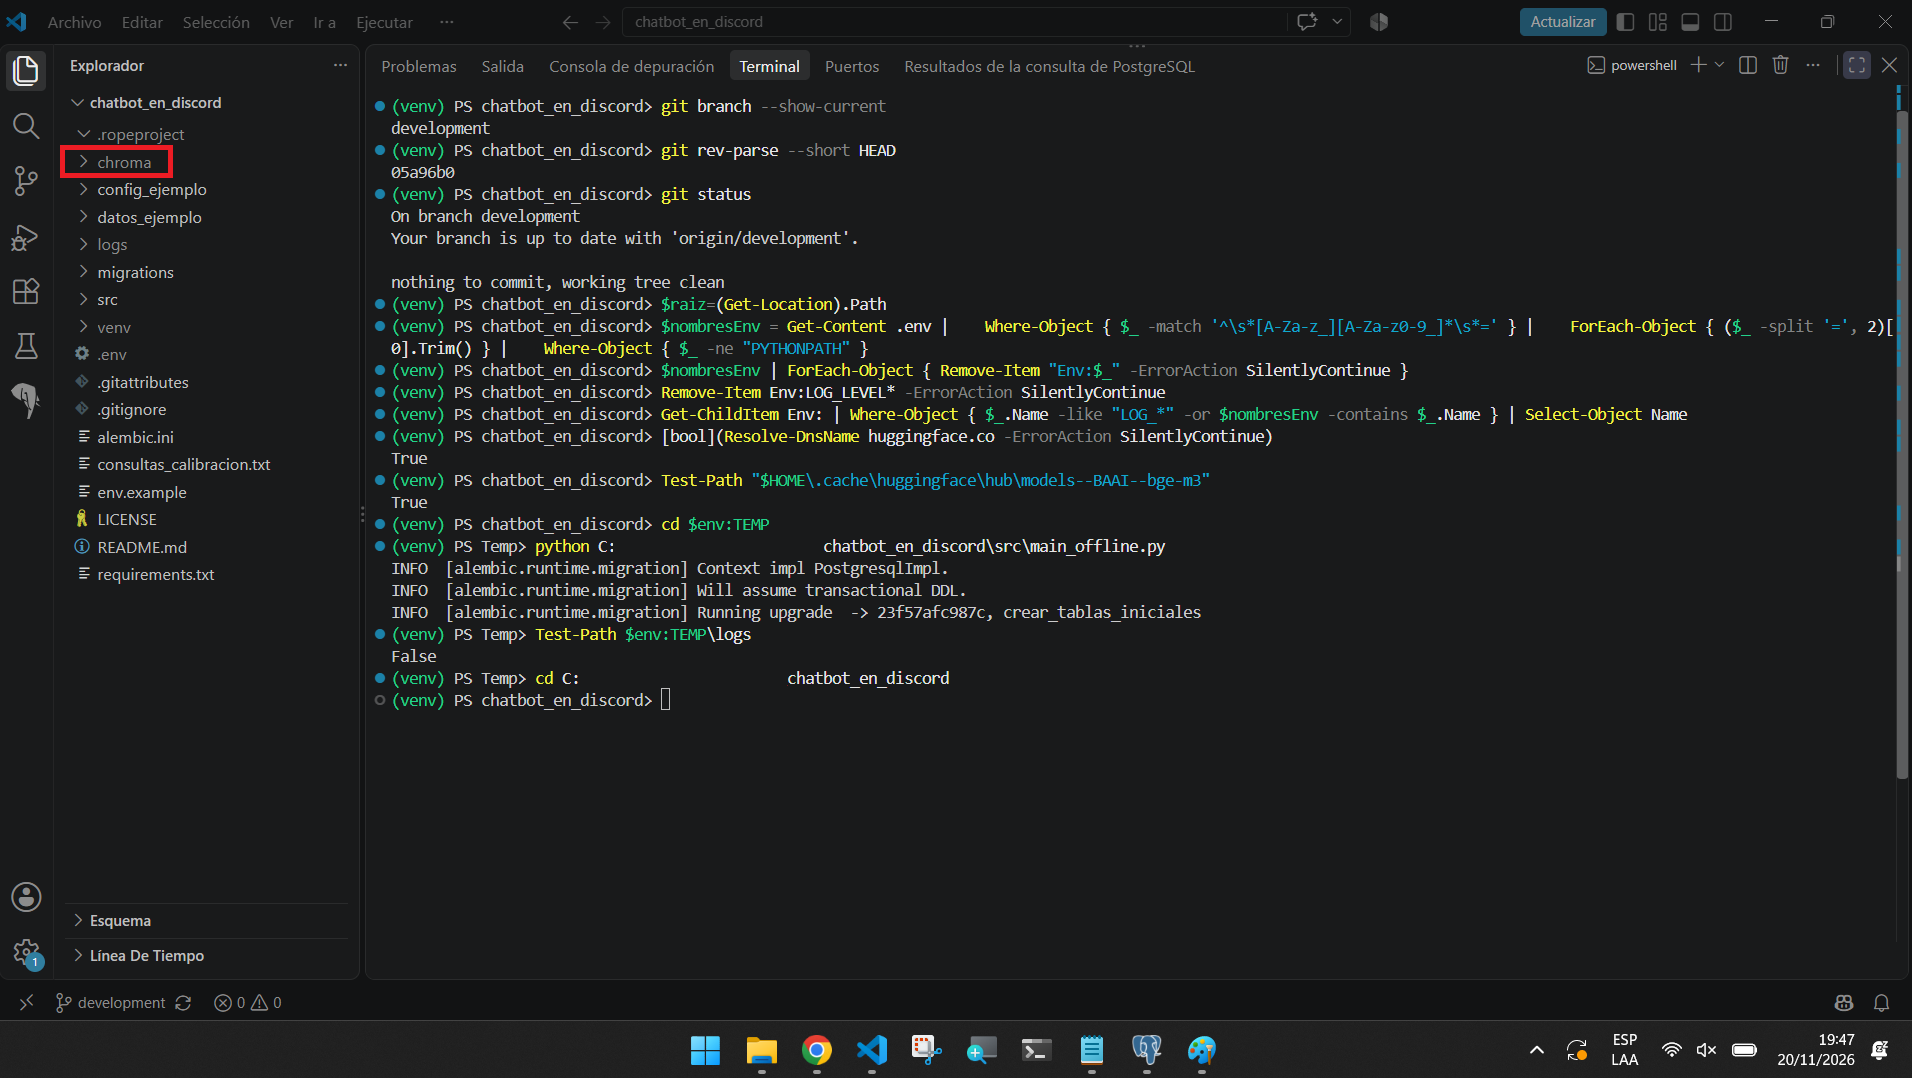 Archivo Editar Selección Ver Ir a Ejecutar ··· chatbot_en_discord Actualizar
Explorador ···
chatbot_en_discord
.ropeproject
chroma
config_ejemplo
datos_ejemplo
logs
migrations
src
venv
.env
.gitattributes
.gitignore
alembic.ini
consultas_calibracion.txt
env.example
LICENSE
README.md
requirements.txt
Esquema
Línea De Tiempo
1
Problemas Salida Consola de depuración Terminal Puertos Resultados de la consulta de PostgreSQL powershell
(venv) PS chatbot_en_discord> git branch --show-current
development
(venv) PS chatbot_en_discord> git rev-parse --short HEAD
05a96b0
(venv) PS chatbot_en_discord> git status
On branch development
Your branch is up to date with 'origin/development'.
nothing to commit, working tree clean
(venv) PS chatbot_en_discord> $raiz=(Get-Location).Path
(venv) PS chatbot_en_discord> $nombresEnv = Get-Content .env |    Where-Object { $_ -match '^\s*[A-Za-z_][A-Za-z0-9_]*\s*=' } |    ForEach-Object { ($_ -split '=', 2)[
0].Trim() } |    Where-Object { $_ -ne "PYTHONPATH" }
(venv) PS chatbot_en_discord> $nombresEnv | ForEach-Object { Remove-Item "Env:$_" -ErrorAction SilentlyContinue }
(venv) PS chatbot_en_discord> Remove-Item Env:LOG_LEVEL* -ErrorAction SilentlyContinue
(venv) PS chatbot_en_discord> Get-ChildItem Env: | Where-Object { $_.Name -like "LOG_*" -or $nombresEnv -contains $_.Name } | Select-Object Name
(venv) PS chatbot_en_discord> [bool](Resolve-DnsName huggingface.co -ErrorAction SilentlyContinue)
True
(venv) PS chatbot_en_discord> Test-Path "$HOME\.cache\huggingface\hub\models--BAAI--bge-m3"
True
(venv) PS chatbot_en_discord> cd $env:TEMP
(venv) PS Temp> python C: chatbot_en_discord\src\main_offline.py
INFO  [alembic.runtime.migration] Context impl PostgresqlImpl.
INFO  [alembic.runtime.migration] Will assume transactional DDL.
INFO  [alembic.runtime.migration] Running upgrade  -> 23f57afc987c, crear_tablas_iniciales
(venv) PS Temp> Test-Path $env:TEMP\logs
False
(venv) PS Temp> cd C: chatbot_en_discord
(venv) PS chatbot_en_discord>
development 0 0
ESP
LAA
19:47
20/11/2026